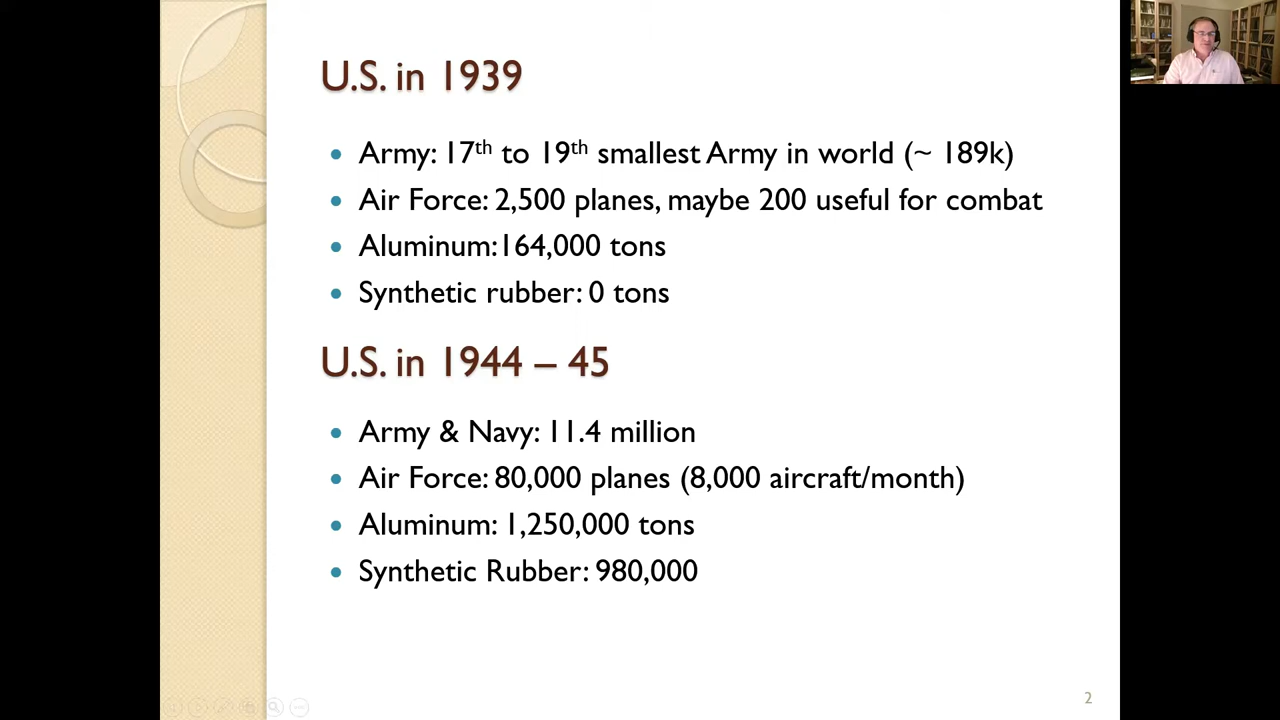 U.S. in 1939
• Army: 17th to 19th smallest Army in world (~ 189k)
• Air Force: 2,500 planes, maybe 200 useful for combat
• Aluminum:164,000 tons
• Synthetic rubber: 0 tons
U.S. in 1944 – 45
• Army & Navy: 11.4 million
• Air Force: 80,000 planes (8,000 aircraft/month)
• Aluminum: 1,250,000 tons
• Synthetic Rubber: 980,000
2